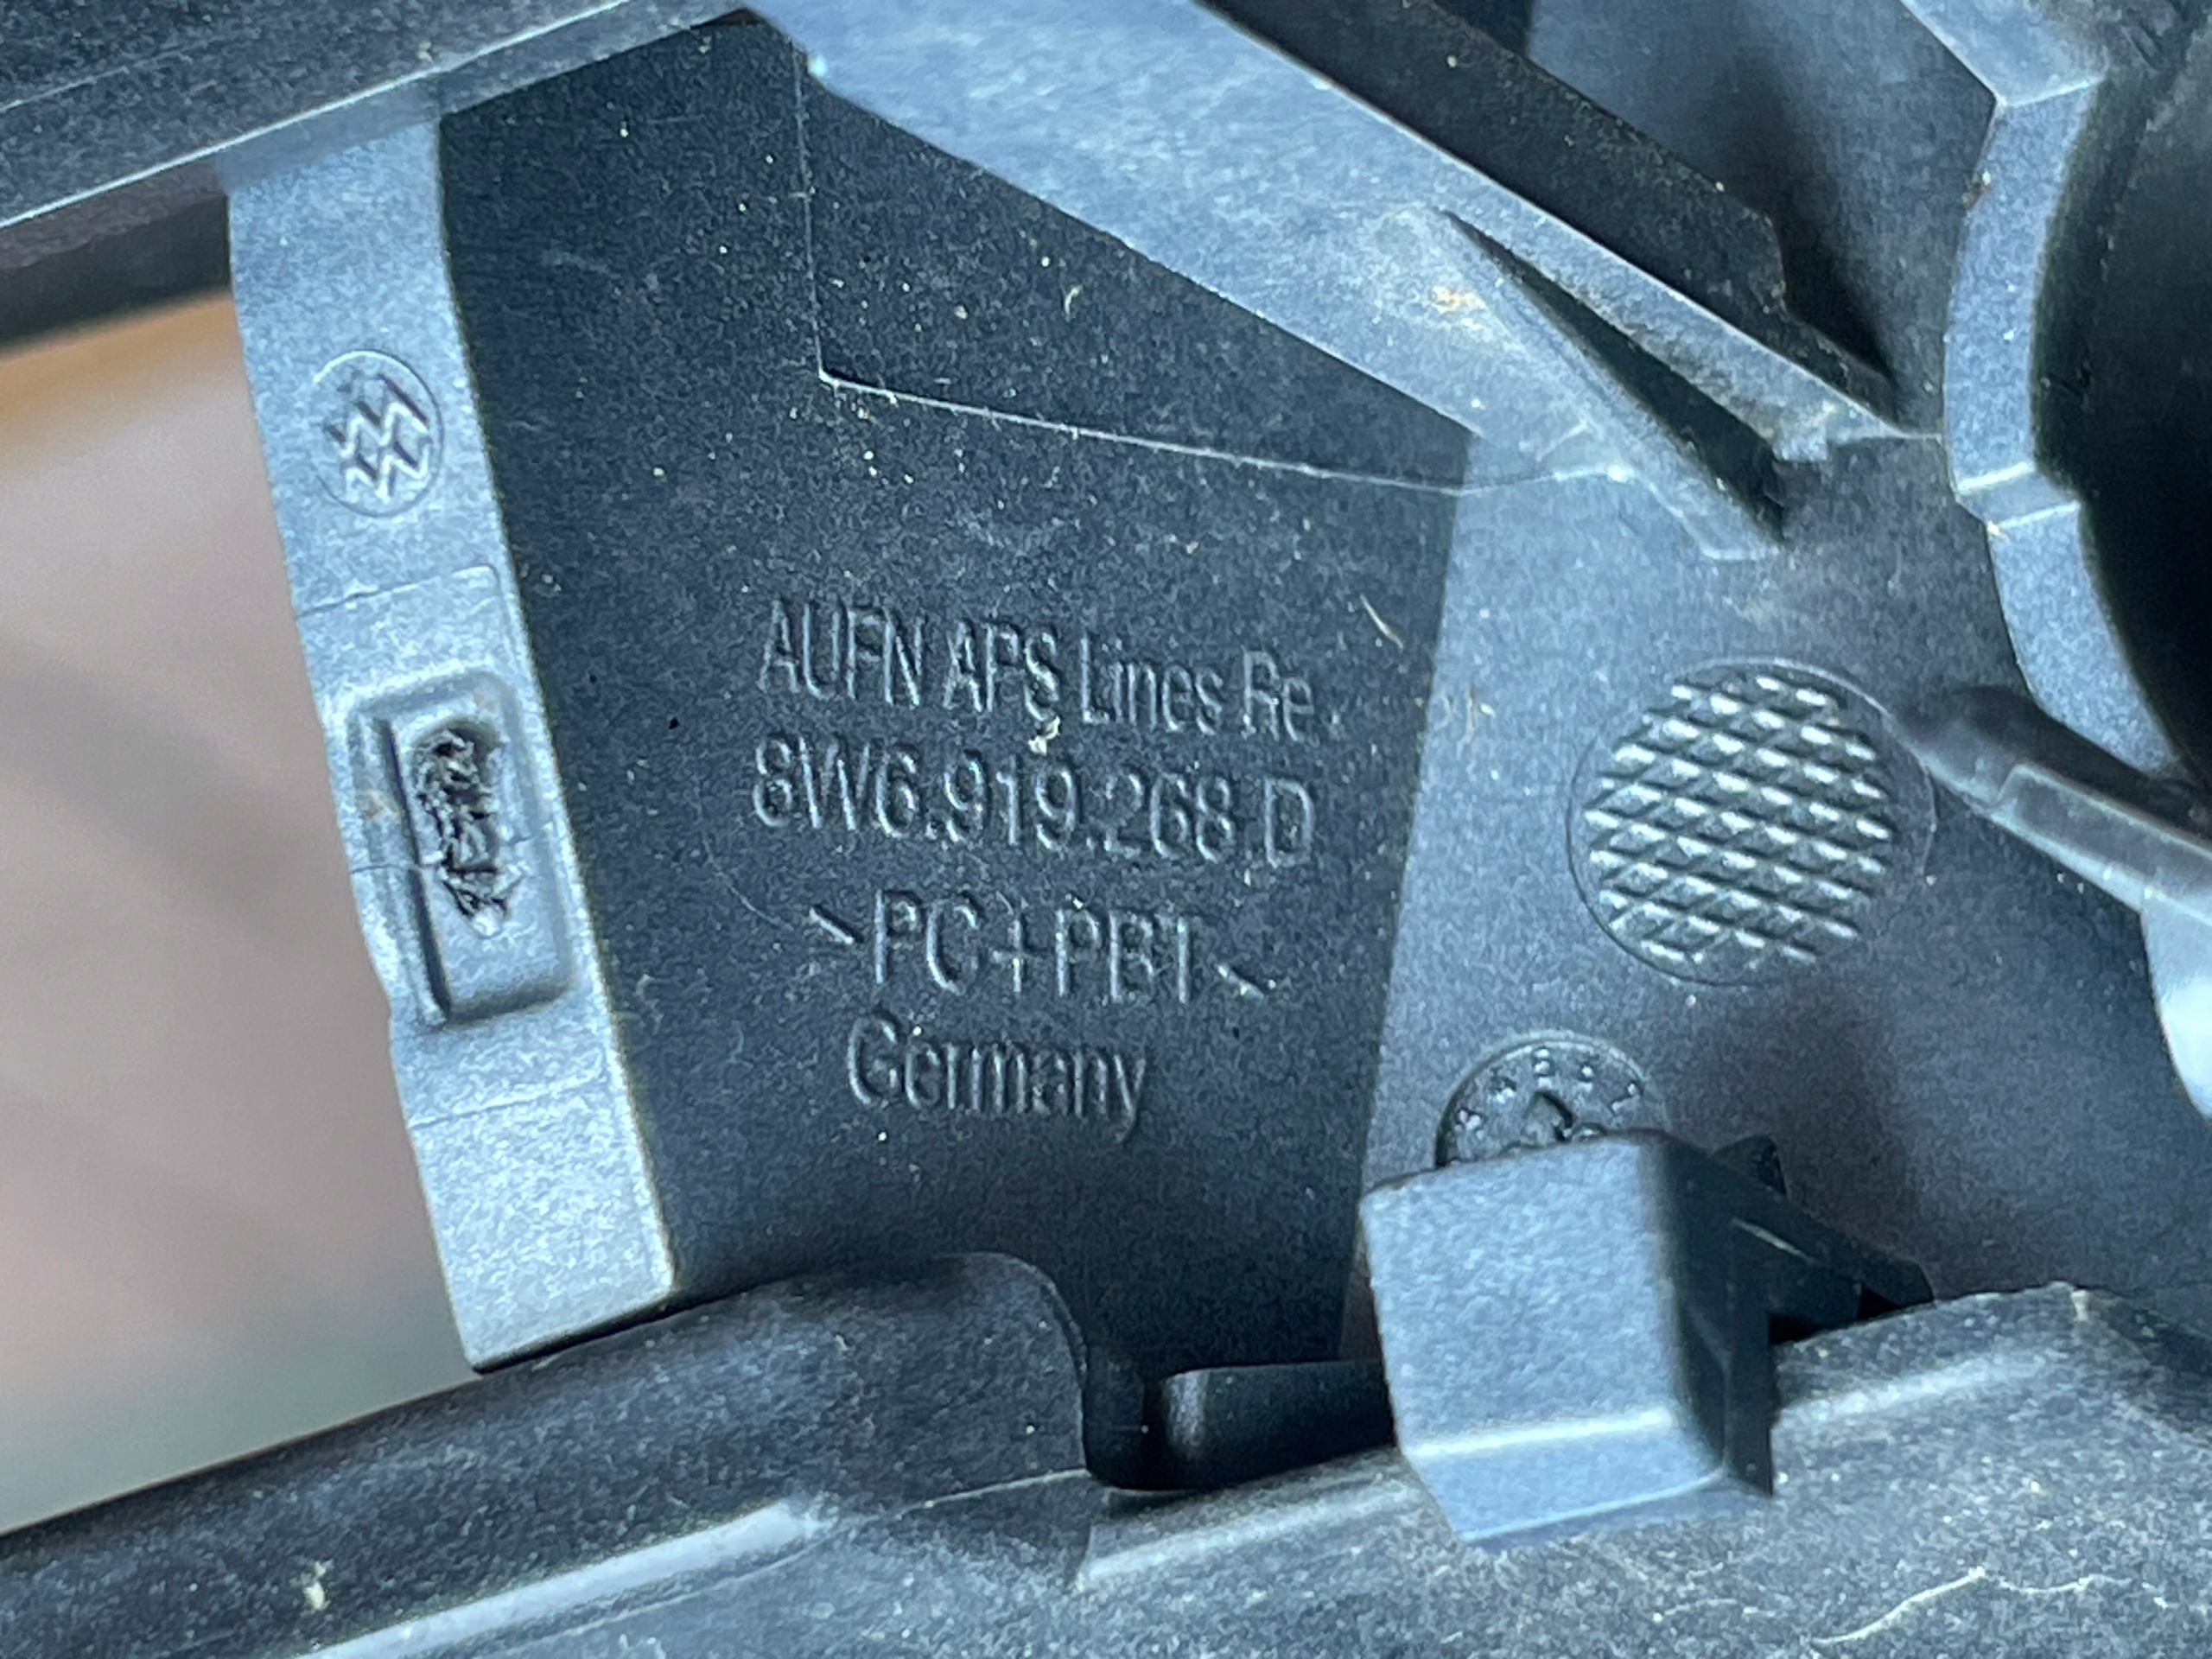 AUFN APS Lines Re
8W6.919.268.D
>PC+PBT<
Germany